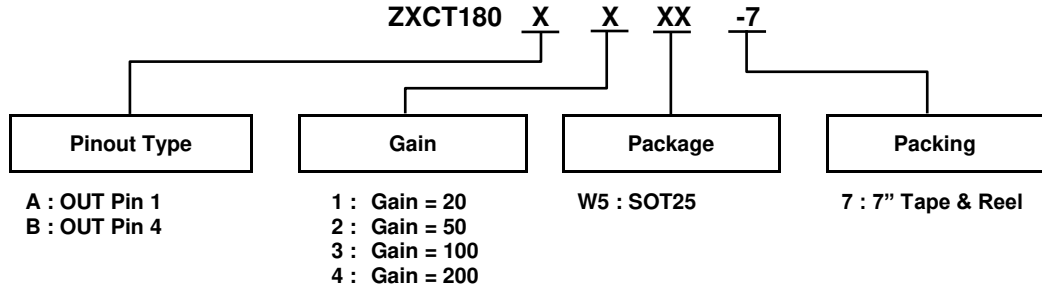 ZXCT180 X X XX -7
Pinout Type
Gain
Package
Packing
A : OUT Pin 1
B : OUT Pin 4
1 : Gain = 20
2 : Gain = 50
3 : Gain = 100
4 : Gain = 200
W5 : SOT25
7 : 7” Tape & Reel